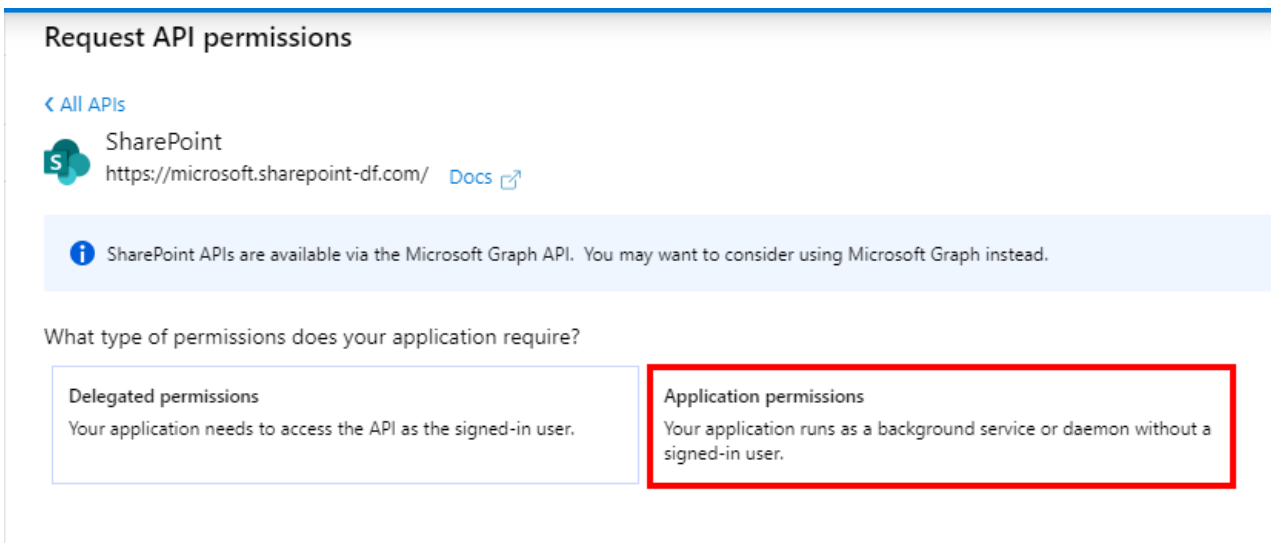 Request API permissions
All APIs
S
SharePoint
https://microsoft.sharepoint-df.com/ Docs
SharePoint APIs are available via the Microsoft Graph API. You may want to consider using Microsoft Graph instead.
What type of permissions does your application require?
Delegated permissions
Your application needs to access the API as the signed-in user.
Application permissions
Your application runs as a background service or daemon without a
signed-in user.